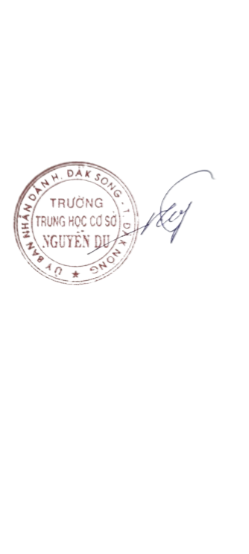 ỦY BAN NHÂN DÂN H. ĐĂK SONG - T. ĐĂK NÔNG ★
TRƯỜNG
TRUNG HỌC CƠ SỞ
NGUYỄN DU